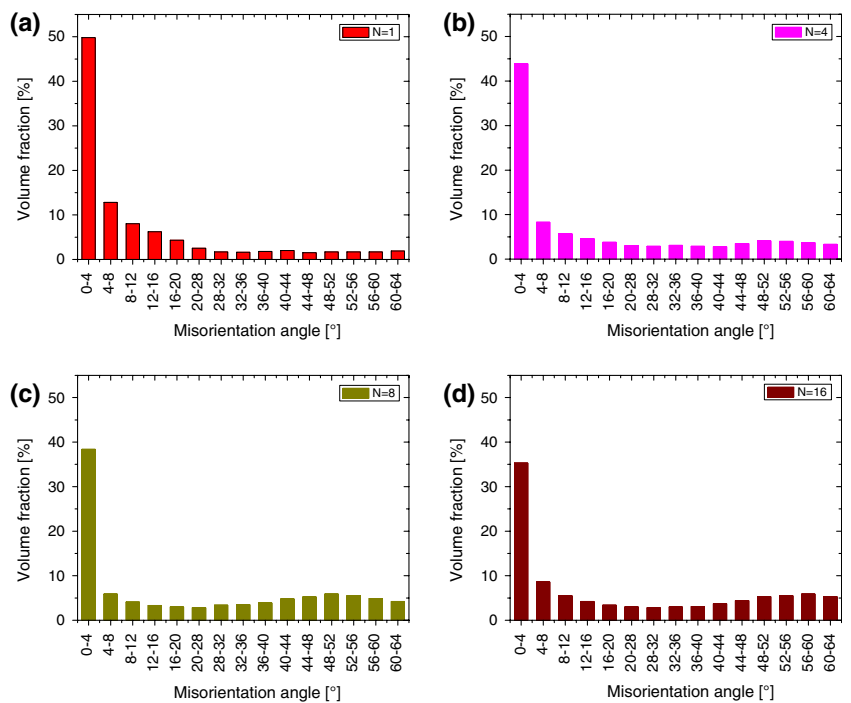 (a)
N=1
Volume fraction [%]
50
40
30
20
10
0
0-4 4-8 8-12 12-16 16-20 20-28 28-32 32-36 36-40 40-44 44-48 48-52 52-56 56-60 60-64
Misorientation angle [°]
(b)
N=4
Volume fraction [%]
50
40
30
20
10
0
0-4 4-8 8-12 12-16 16-20 20-28 28-32 32-36 36-40 40-44 44-48 48-52 52-56 56-60 60-64
Misorientation angle [°]
(c)
N=8
Volume fraction [%]
50
40
30
20
10
0
0-4 4-8 8-12 12-16 16-20 20-28 28-32 32-36 36-40 40-44 44-48 48-52 52-56 56-60 60-64
Misorientation angle [°]
(d)
N=16
Volume fraction [%]
50
40
30
20
10
0
0-4 4-8 8-12 12-16 16-20 20-28 28-32 32-36 36-40 40-44 44-48 48-52 52-56 56-60 60-64
Misorientation angle [°]